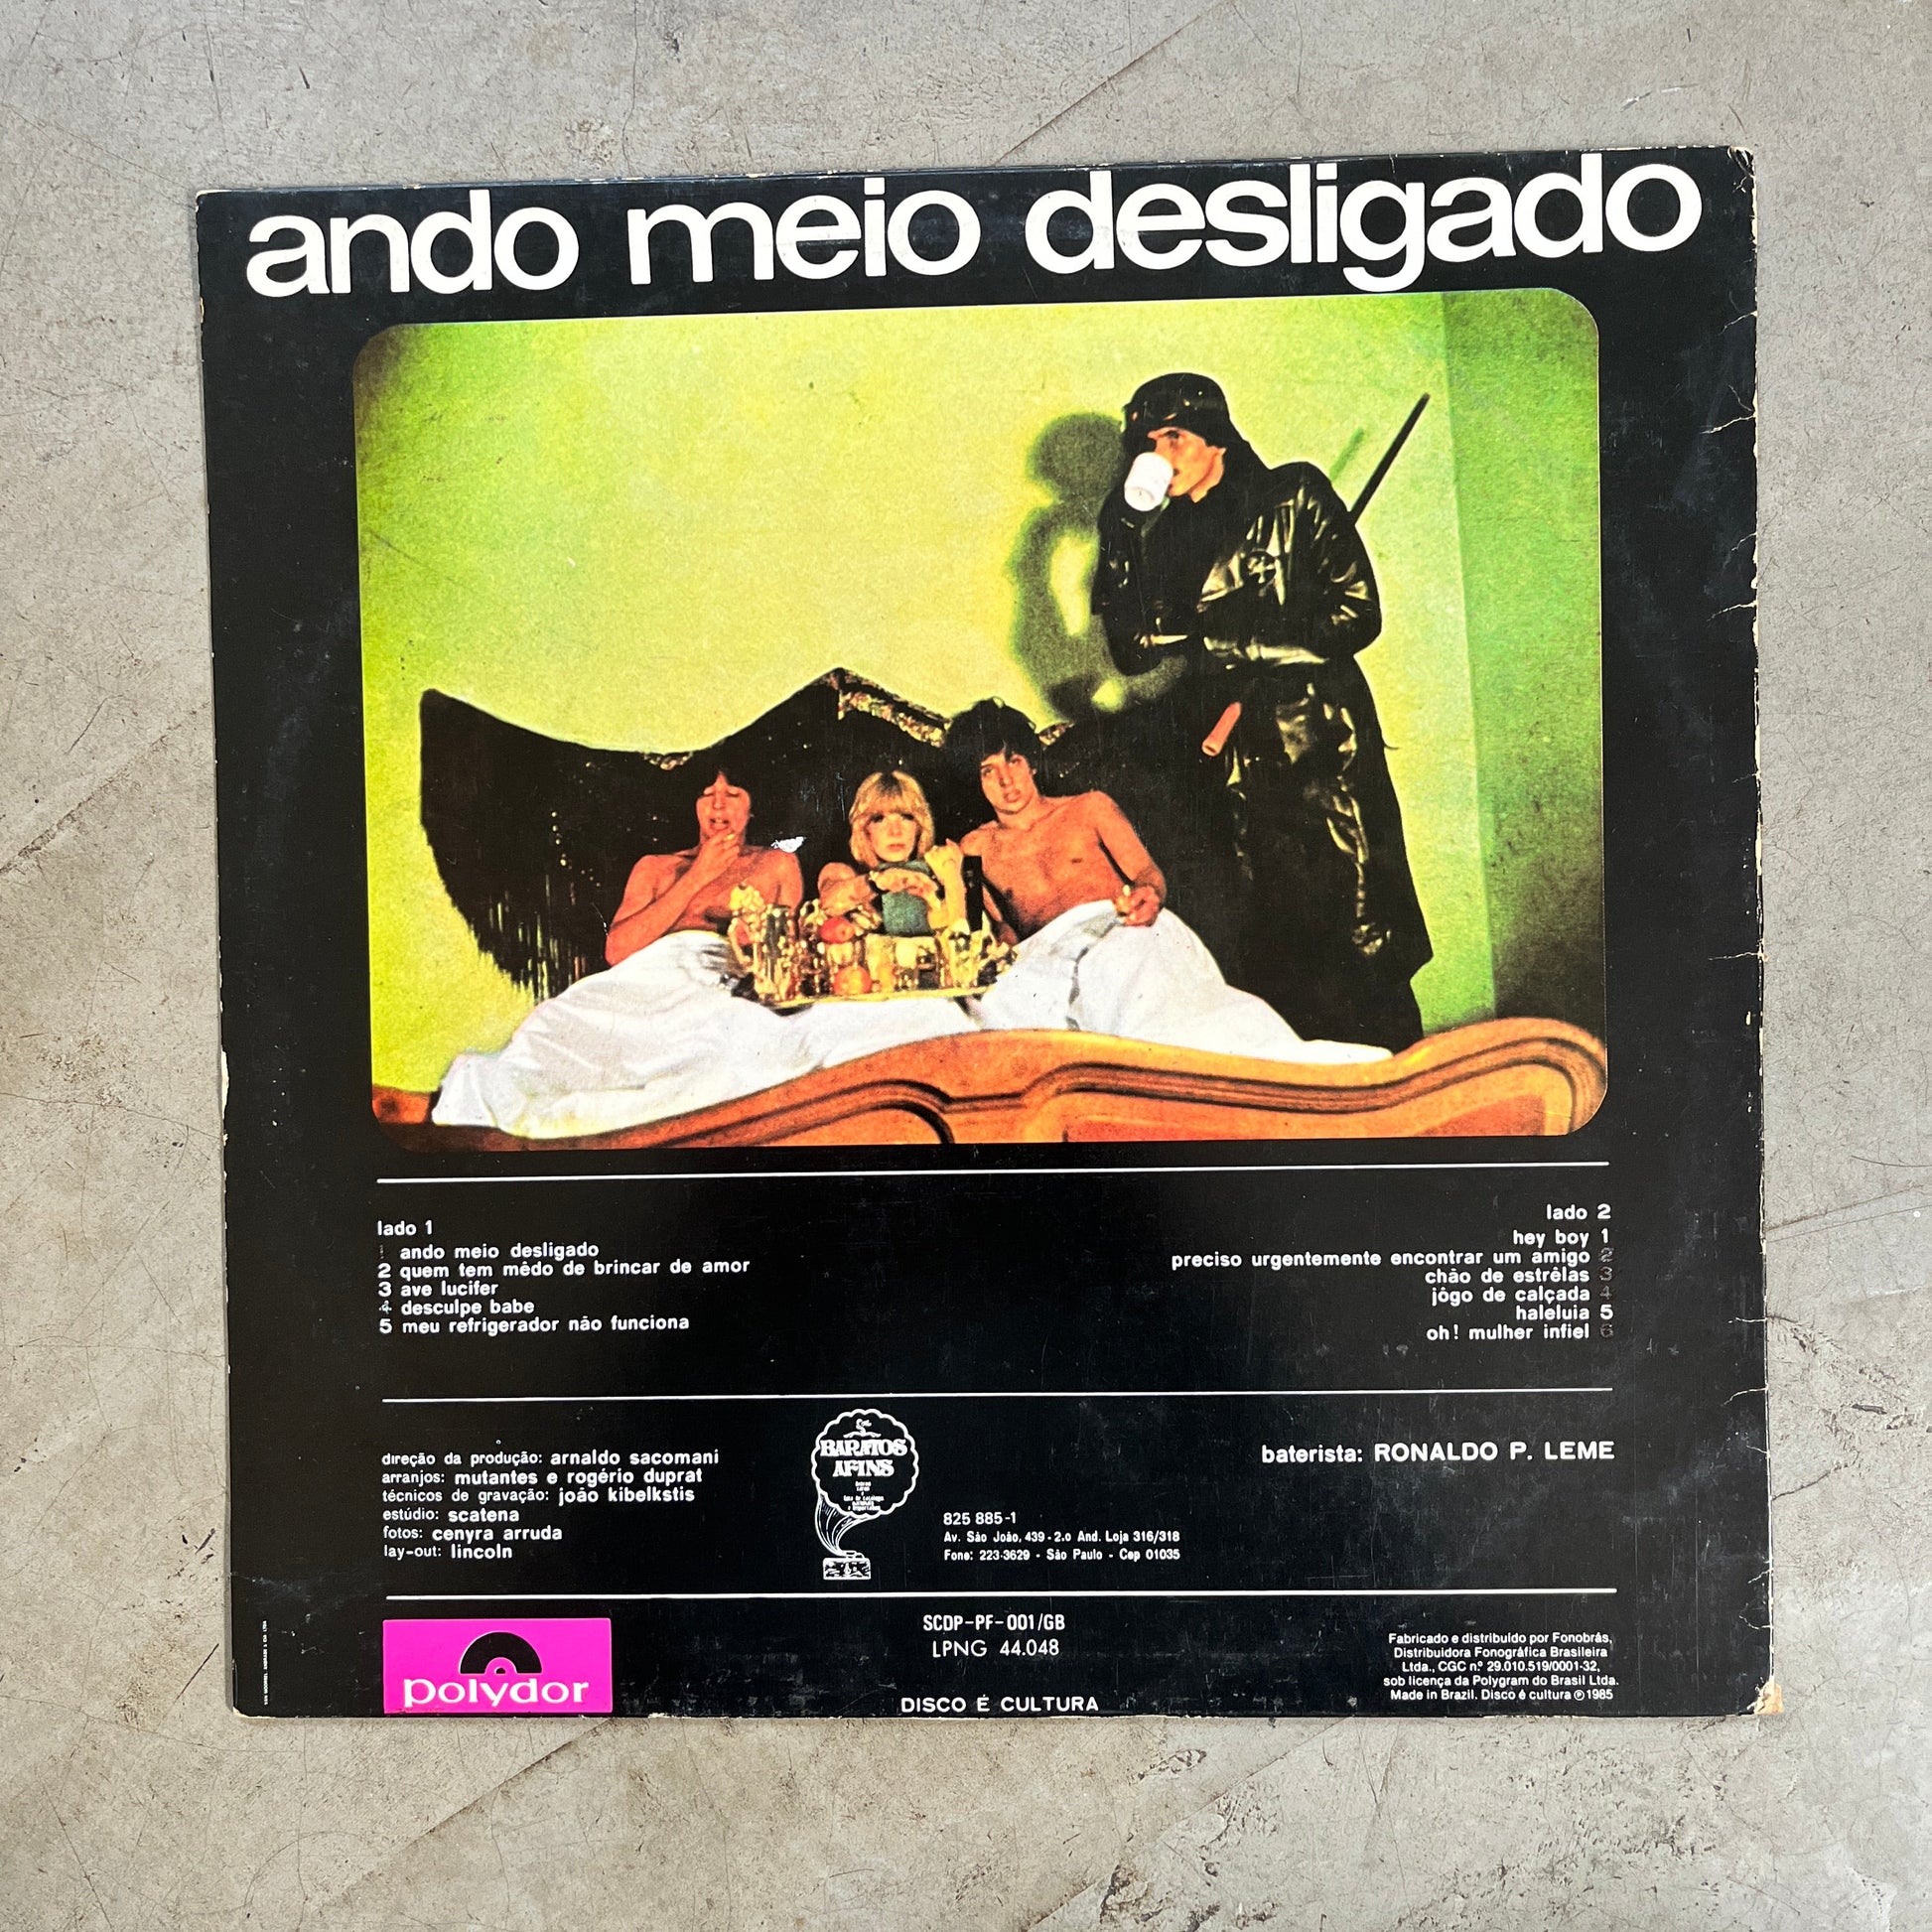 ando meio desligado
lado 1
1 ando meio desligado
2 quem tem mêdo de brincar de amor
3 ave lucifer
4 desculpe babe
5 meu refrigerador não funciona
lado 2
hey boy 1
preciso urgentemente encontrar um amigo 2
chão de estrêlas 3
jôgo de calçada 4
haleluia 5
oh! mulher infiel 6
direção da produção: arnaldo sacomani
arranjos: mutantes e rogério duprat
técnicos de gravação: joão kibelkstis
estúdio: scatena
fotos: cenyra arruda
lay-out: lincoln
BARATOS
AFINS
825 885-1
Av. São João, 439 - 2.o And. Loja 316/318
Fone: 223-3629 - São Paulo - Cep 01035
baterista: RONALDO P. LEME
polydor
SCDP-PF-001/GB
LPNG 44.048
DISCO É CULTURA
Fabricado e distribuído por Fonobrás,
Distribuidora Fonográfica Brasileira
Ltda., CGC n.º 29.010.519/0001-32,
sob licença da Polygram do Brasil Ltda.
Made in Brazil. Disco é cultura ℗ 1985